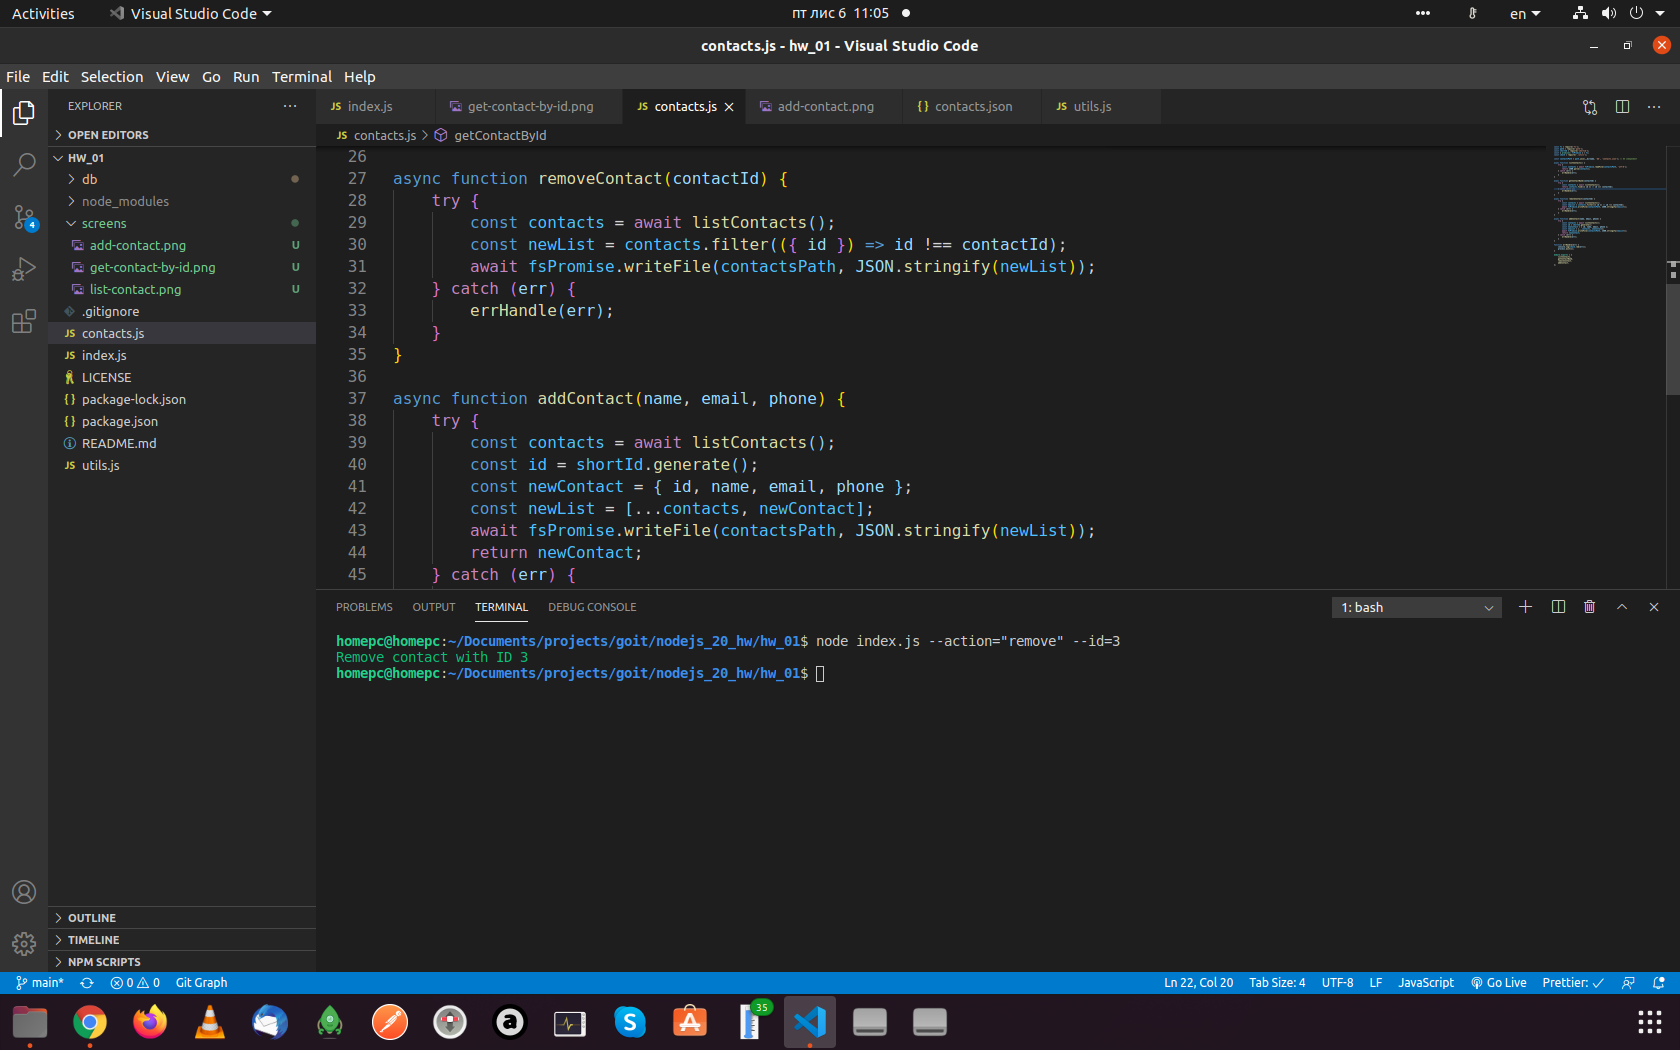 Activities
Visual Studio Code
пт лис 6 11:05
en
contacts.js - hw_01 - Visual Studio Code
File Edit Selection View Go Run Terminal Help
EXPLORER
OPEN EDITORS
HW_01
db
node_modules
screens
add-contact.png U
get-contact-by-id.png U
list-contact.png U
.gitignore
JS contacts.js
JS index.js
LICENSE
{} package-lock.json
{} package.json
README.md
JS utils.js
4
OUTLINE
TIMELINE
NPM SCRIPTS
JS index.js
get-contact-by-id.png
JS contacts.js
add-contact.png
{} contacts.json
JS utils.js
JS contacts.js > getContactById
26
27 async function removeContact(contactId) {
28 try {
29 const contacts = await listContacts();
30 const newList = contacts.filter(({ id }) => id !== contactId);
31 await fsPromise.writeFile(contactsPath, JSON.stringify(newList));
32 } catch (err) {
33 errHandle(err);
34 }
35 }
36
37 async function addContact(name, email, phone) {
38 try {
39 const contacts = await listContacts();
40 const id = shortId.generate();
41 const newContact = { id, name, email, phone };
42 const newList = [...contacts, newContact];
43 await fsPromise.writeFile(contactsPath, JSON.stringify(newList));
44 return newContact;
45 } catch (err) {
PROBLEMS OUTPUT TERMINAL DEBUG CONSOLE
1: bash
homepc@homepc:~/Documents/projects/goit/nodejs_20_hw/hw_01$ node index.js --action="remove" --id=3
Remove contact with ID 3
homepc@homepc:~/Documents/projects/goit/nodejs_20_hw/hw_01$
main* 0 0 Git Graph
Ln 22, Col 20 Tab Size: 4 UTF-8 LF JavaScript Go Live Prettier: ✓
35